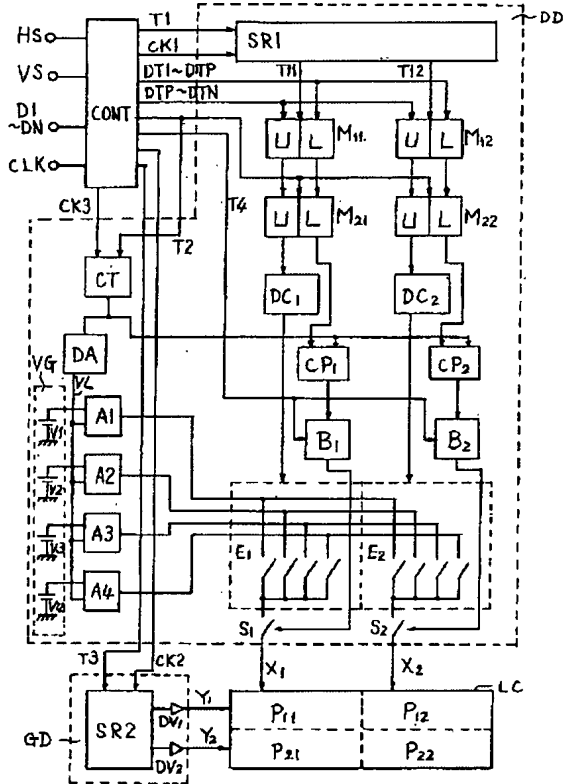 T1
DD
HS
SR1
CK1
VS
DT1~DTP
T11
T12
DTP~DTN
D1
~DN
CONT
U L M11
U L M12
CLK
CK3
T4
T2
U L M21
U L M22
CT
DC1
DC2
DA
CP1
CP2
VG
VL
V1
A1
B1
B2
V2
A2
V3
A3
E1
E2
V4
A4
S1
S2
T3
CK2
X1
X2
LC
GD
SR2
DV1
Y1
P11
P12
DV2
Y2
P21
P22